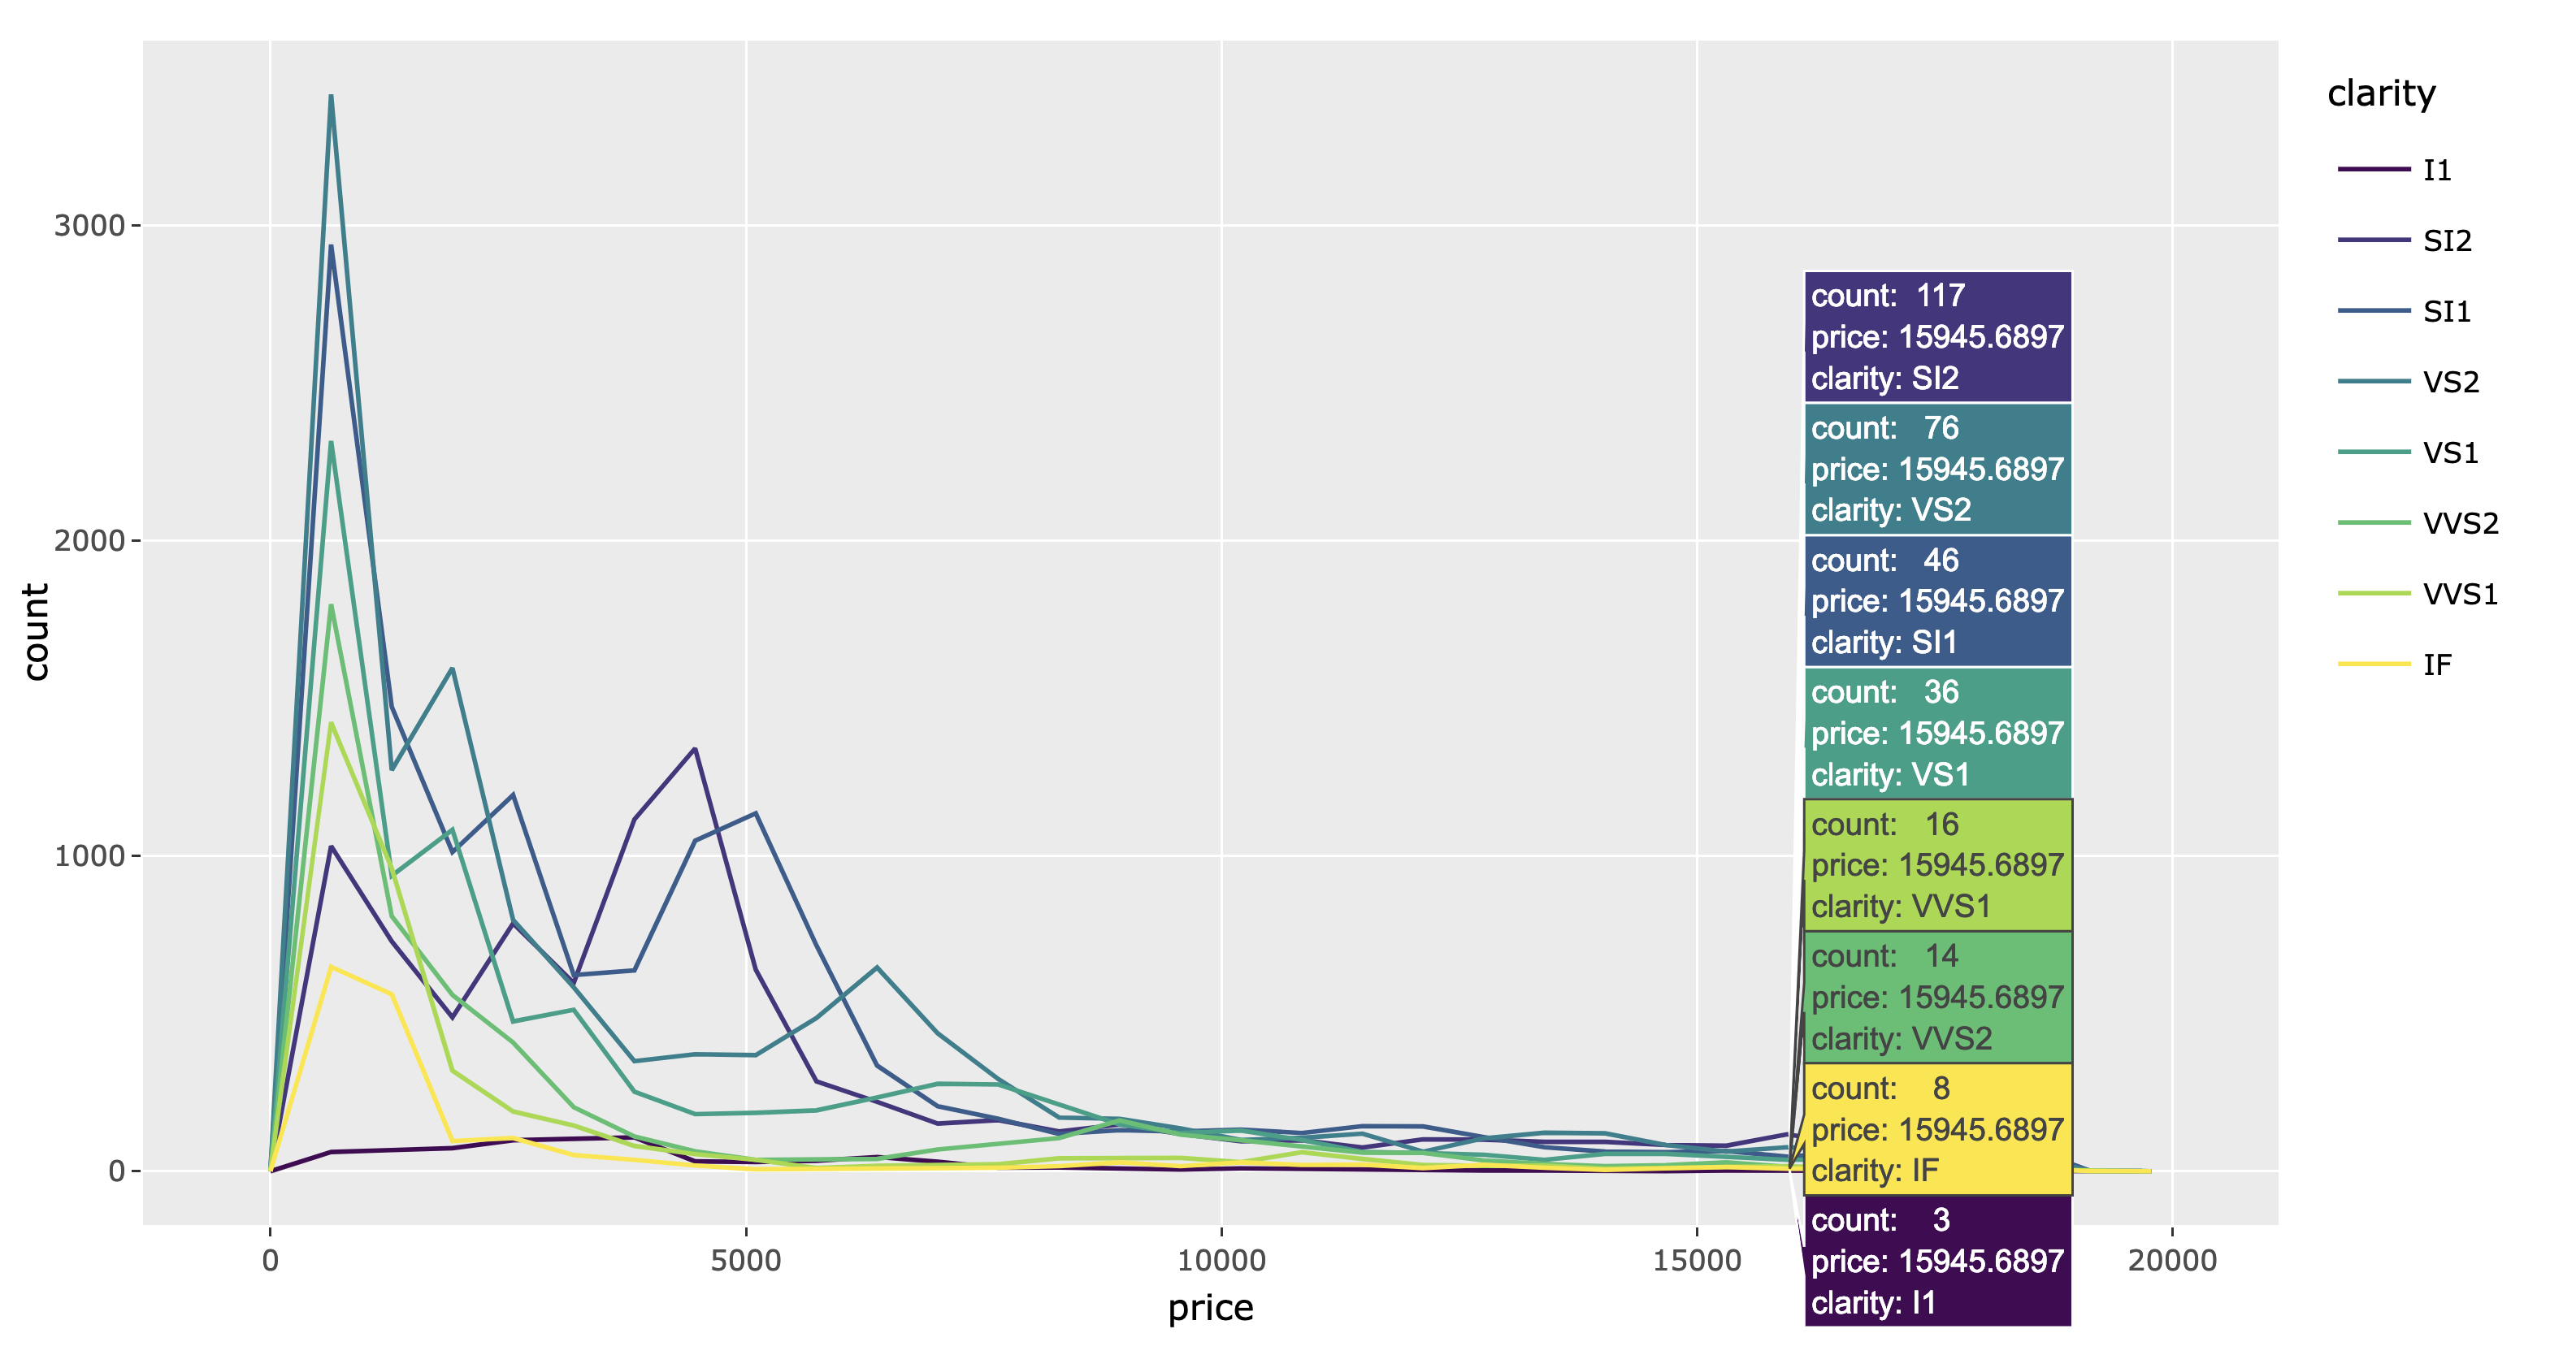 count
3000
2000
1000
0
0
5000
10000
15000
20000
price
count: 117
price: 15945.6897
clarity: SI2
count: 76
price: 15945.6897
clarity: VS2
count: 46
price: 15945.6897
clarity: SI1
count: 36
price: 15945.6897
clarity: VS1
count: 16
price: 15945.6897
clarity: VVS1
count: 14
price: 15945.6897
clarity: VVS2
count: 8
price: 15945.6897
clarity: IF
count: 3
price: 15945.6897
clarity: I1
clarity
I1
SI2
SI1
VS2
VS1
VVS2
VVS1
IF